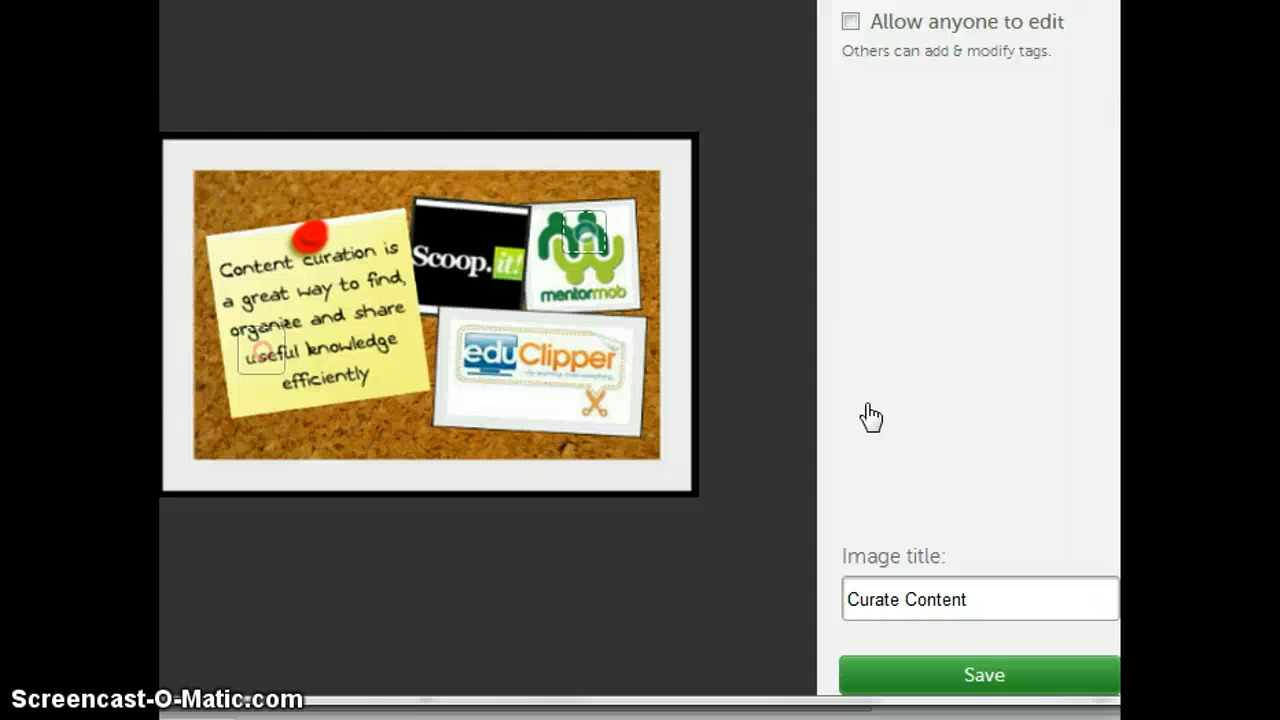 Allow anyone to edit
Others can add & modify tags.
Content curation is
a great way to find,
organize and share
useful knowledge
efficiently
Scoop.it!
mentormob
eduClipper
Image title:
Curate Content
Save
Screencast-O-Matic.com